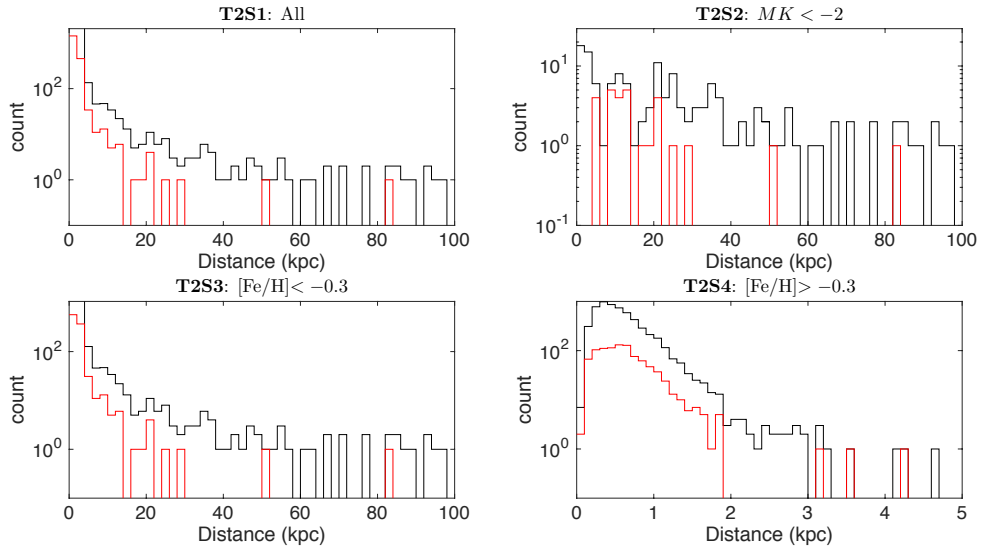 T2S1: All
count
10^2
10^0
0 20 40 60 80 100
Distance (kpc)
T2S2: MK < −2
count
10^1
10^0
10^-1
0 20 40 60 80 100
Distance (kpc)
T2S3: [Fe/H]< −0.3
count
10^2
10^0
0 20 40 60 80 100
Distance (kpc)
T2S4: [Fe/H]> −0.3
count
10^2
10^0
0 1 2 3 4 5
Distance (kpc)